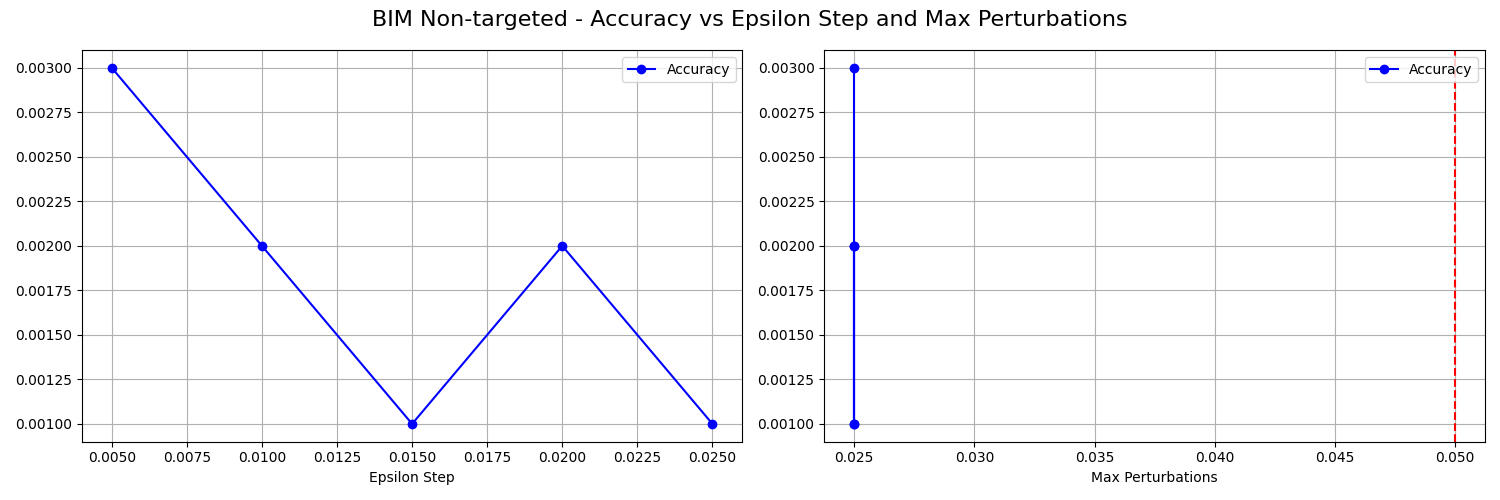 BIM Non-targeted - Accuracy vs Epsilon Step and Max Perturbations
Accuracy
0.00300
0.00275
0.00250
0.00225
0.00200
0.00175
0.00150
0.00125
0.00100
0.0050 0.0075 0.0100 0.0125 0.0150 0.0175 0.0200 0.0225 0.0250
Epsilon Step
Accuracy
0.00300
0.00275
0.00250
0.00225
0.00200
0.00175
0.00150
0.00125
0.00100
0.025 0.030 0.035 0.040 0.045 0.050
Max Perturbations